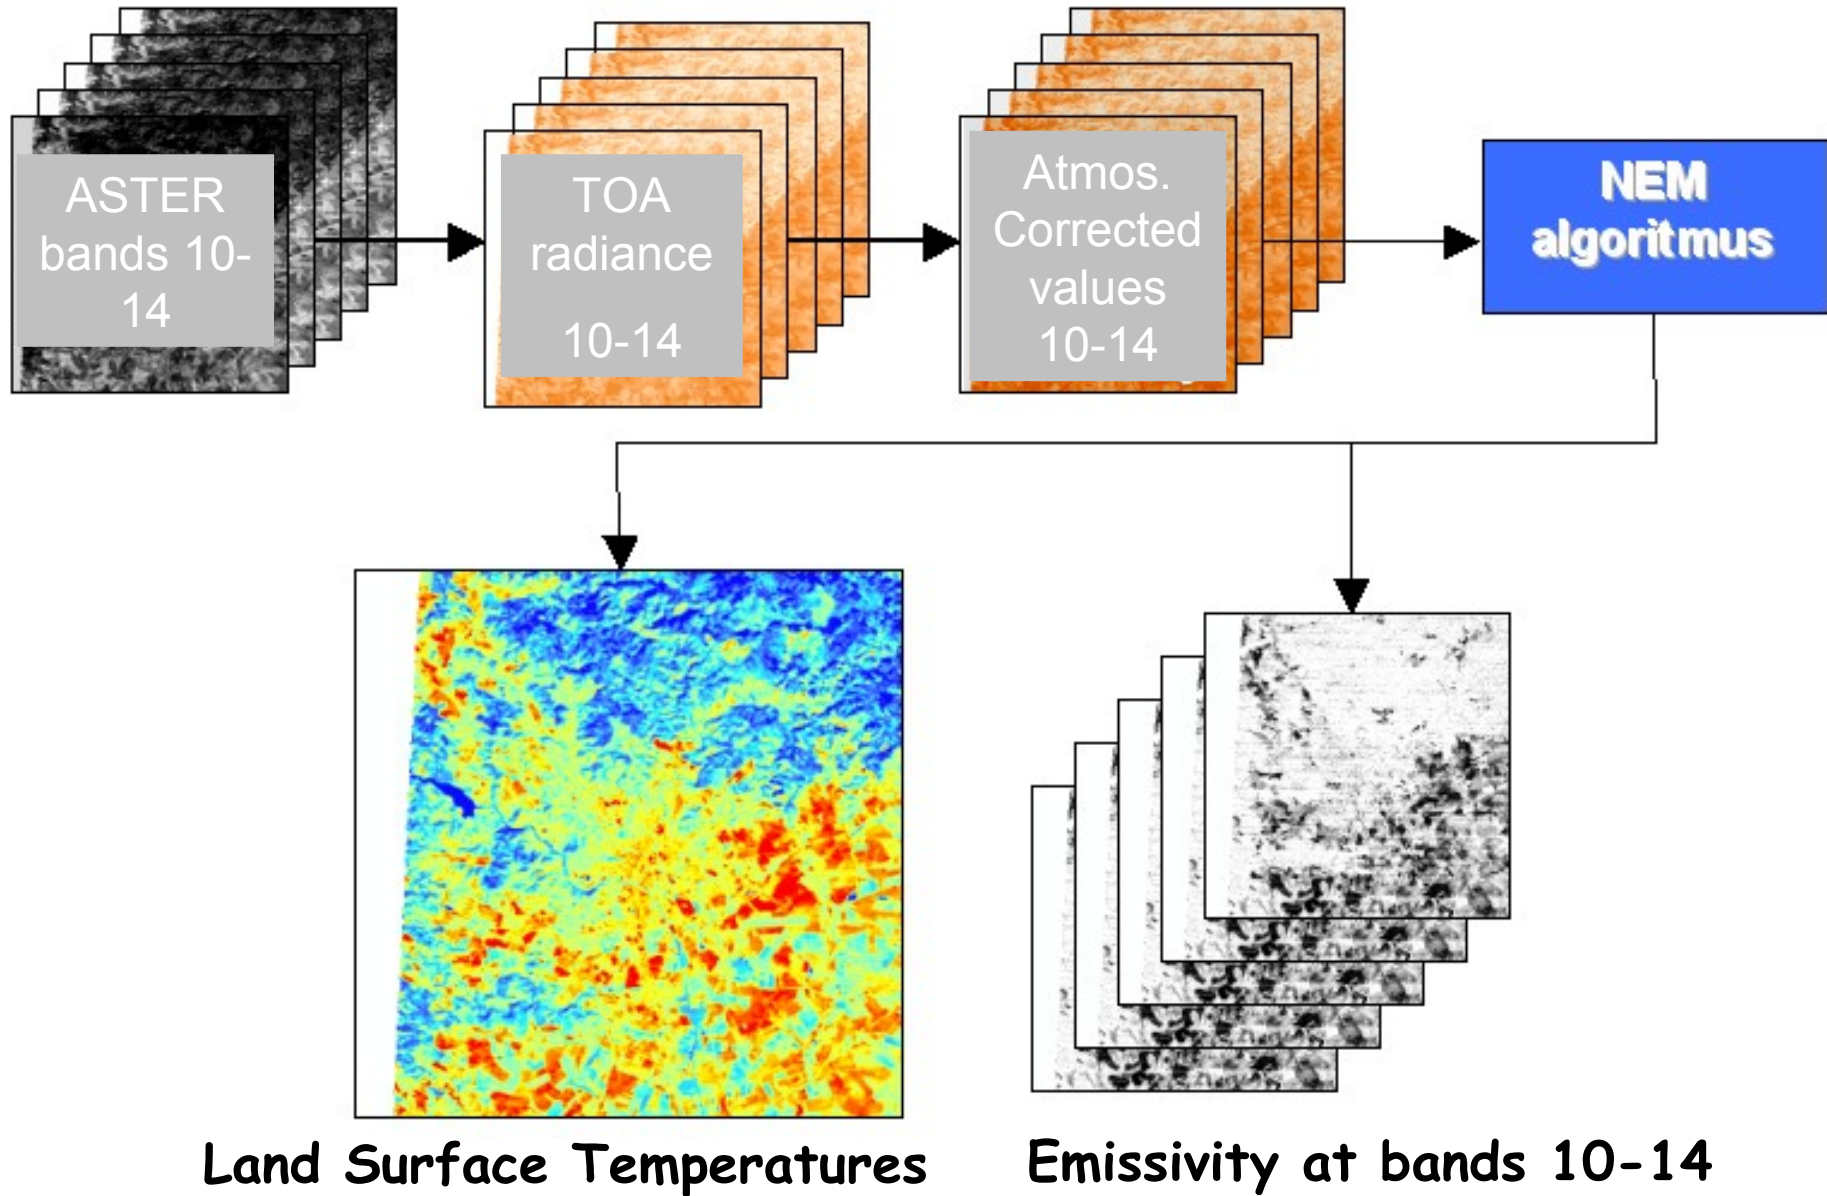 ASTER
bands 10-
14
TOA
radiance
10-14
Atmos.
Corrected
values
10-14
NEM
algoritmus
Land Surface Temperatures
Emissivity at bands 10-14